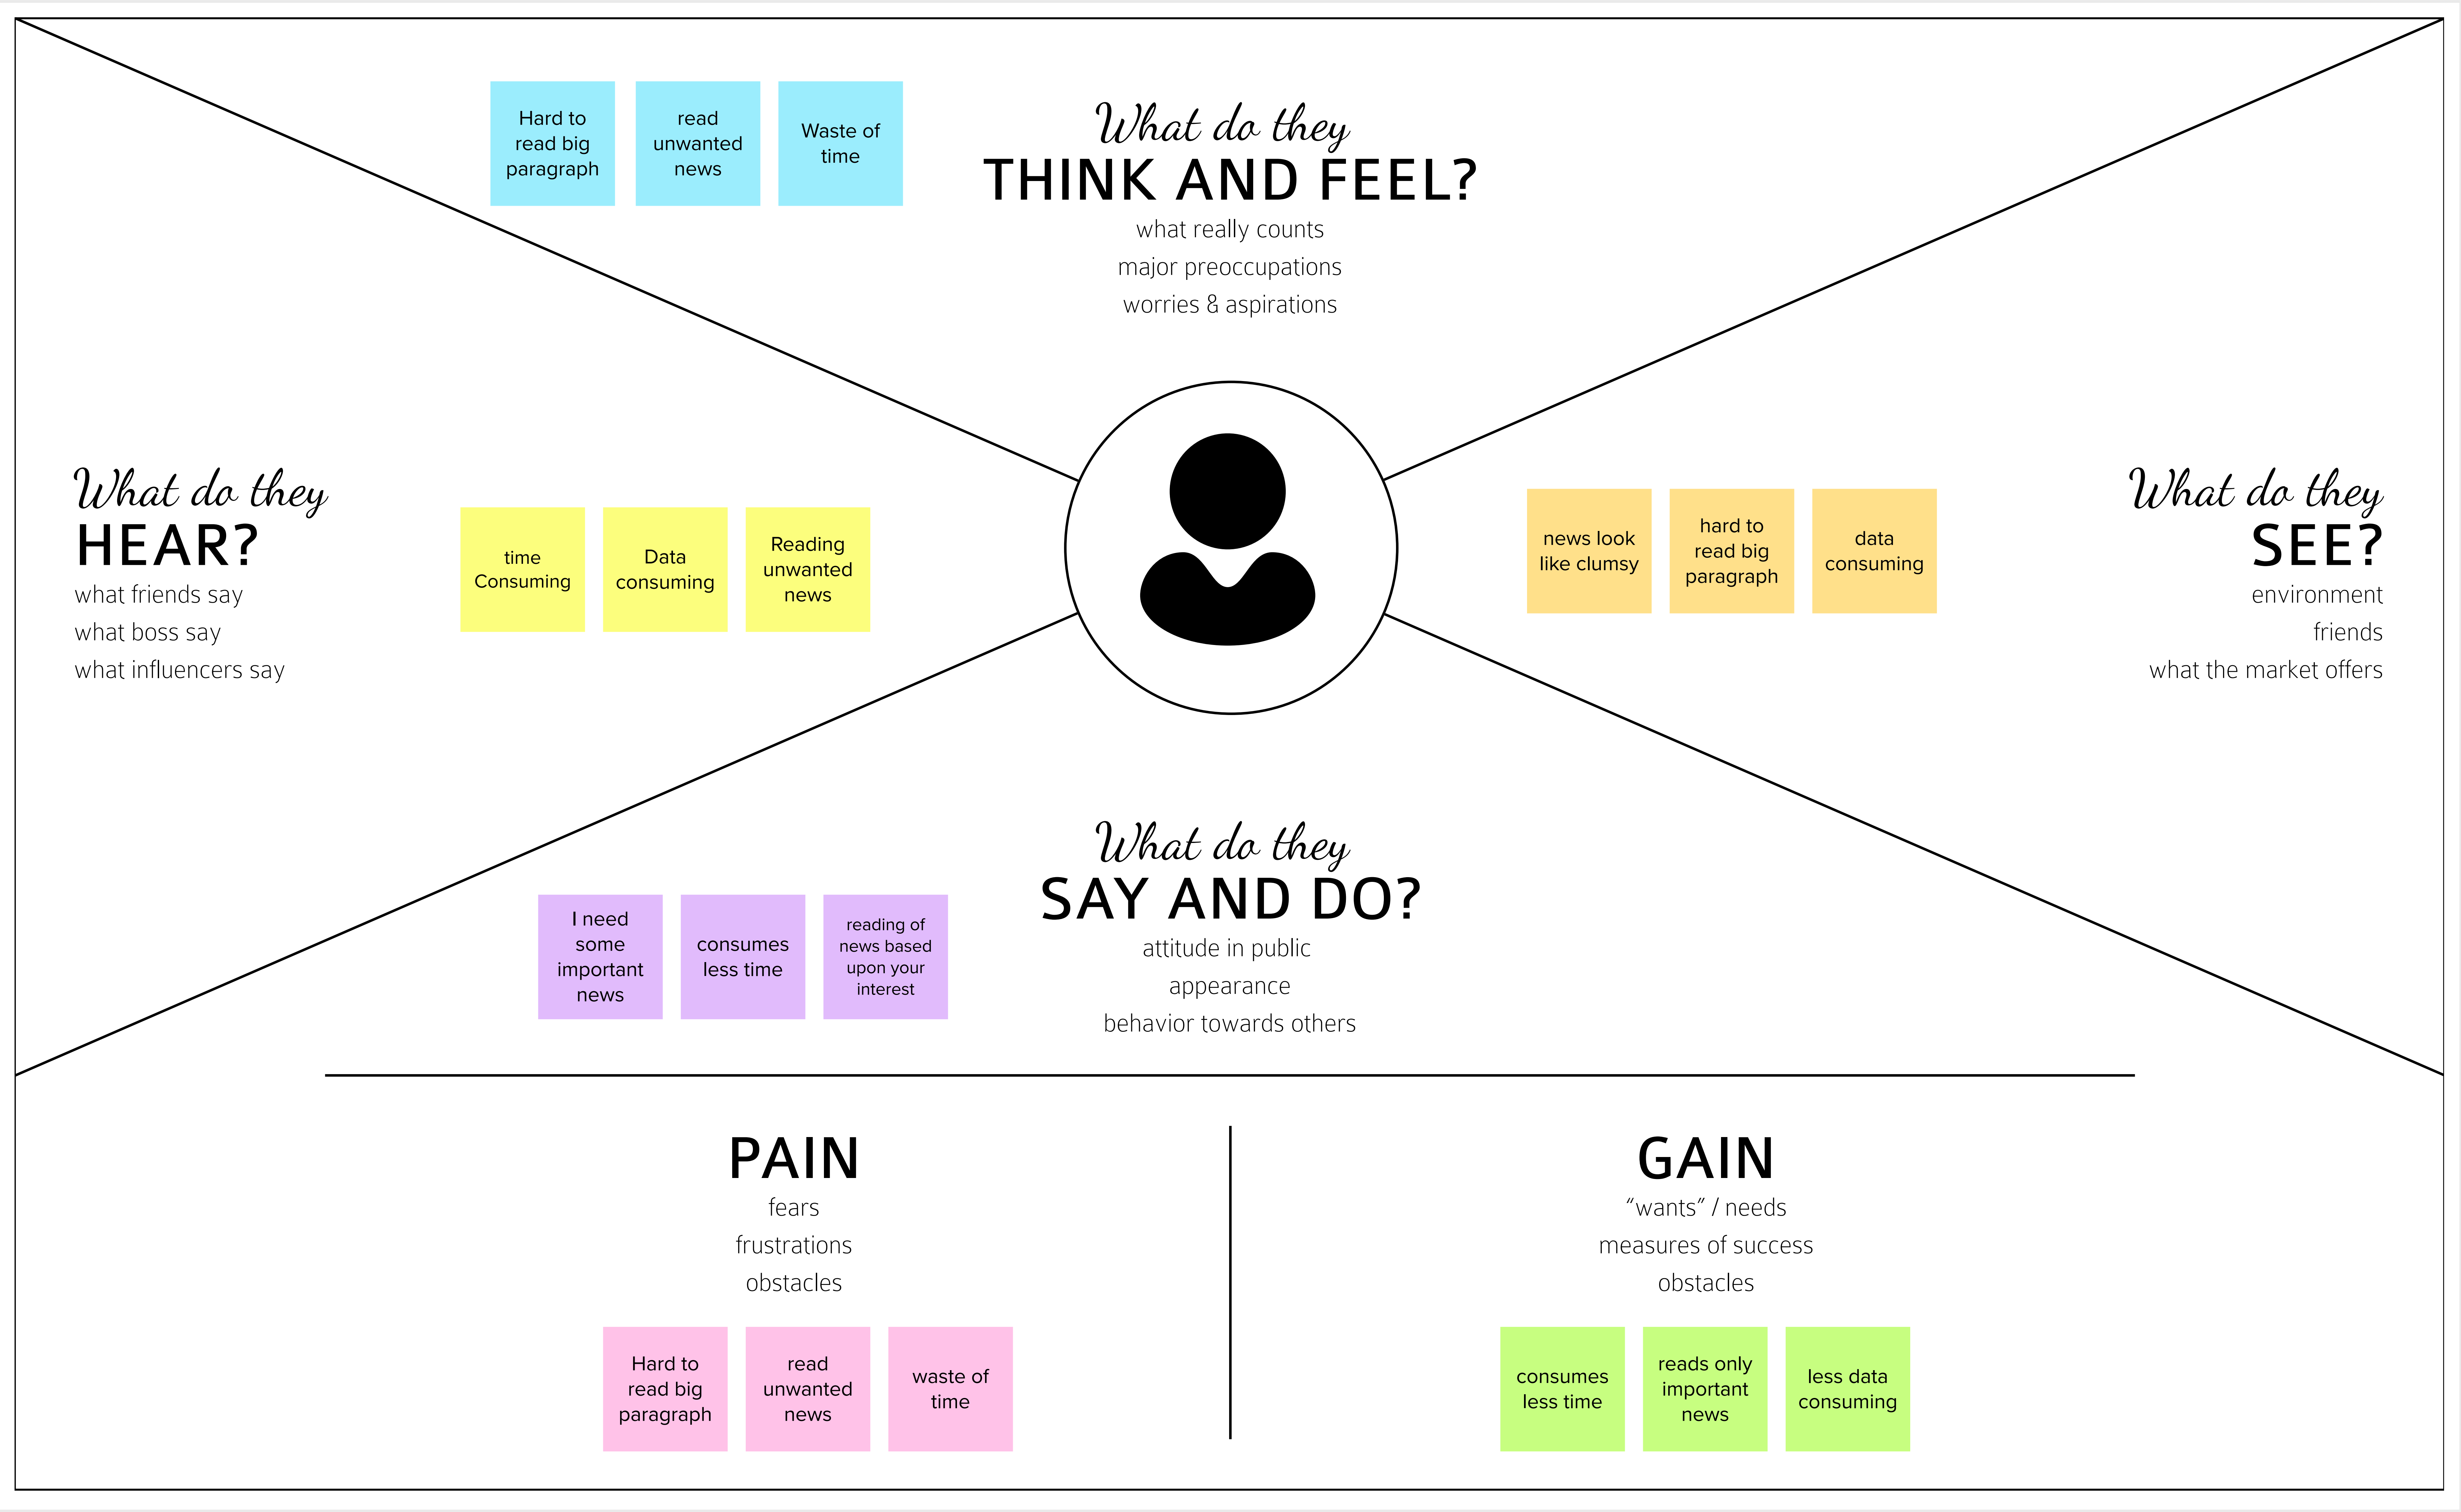 Hard to
read big
paragraph
read
unwanted
news
Waste of
time
What do they
THINK AND FEEL?
what really counts
major preoccupations
worries & aspirations
What do they
HEAR?
what friends say
what boss say
what influencers say
time
Consuming
Data
consuming
Reading
unwanted
news
news look
like clumsy
hard to
read big
paragraph
data
consuming
What do they
SEE?
environment
friends
what the market offers
What do they
SAY AND DO?
attitude in public
appearance
behavior towards others
I need
some
important
news
consumes
less time
reading of
news based
upon your
interest
PAIN
fears
frustrations
obstacles
Hard to
read big
paragraph
read
unwanted
news
waste of
time
GAIN
“wants” / needs
measures of success
obstacles
consumes
less time
reads only
important
news
less data
consuming